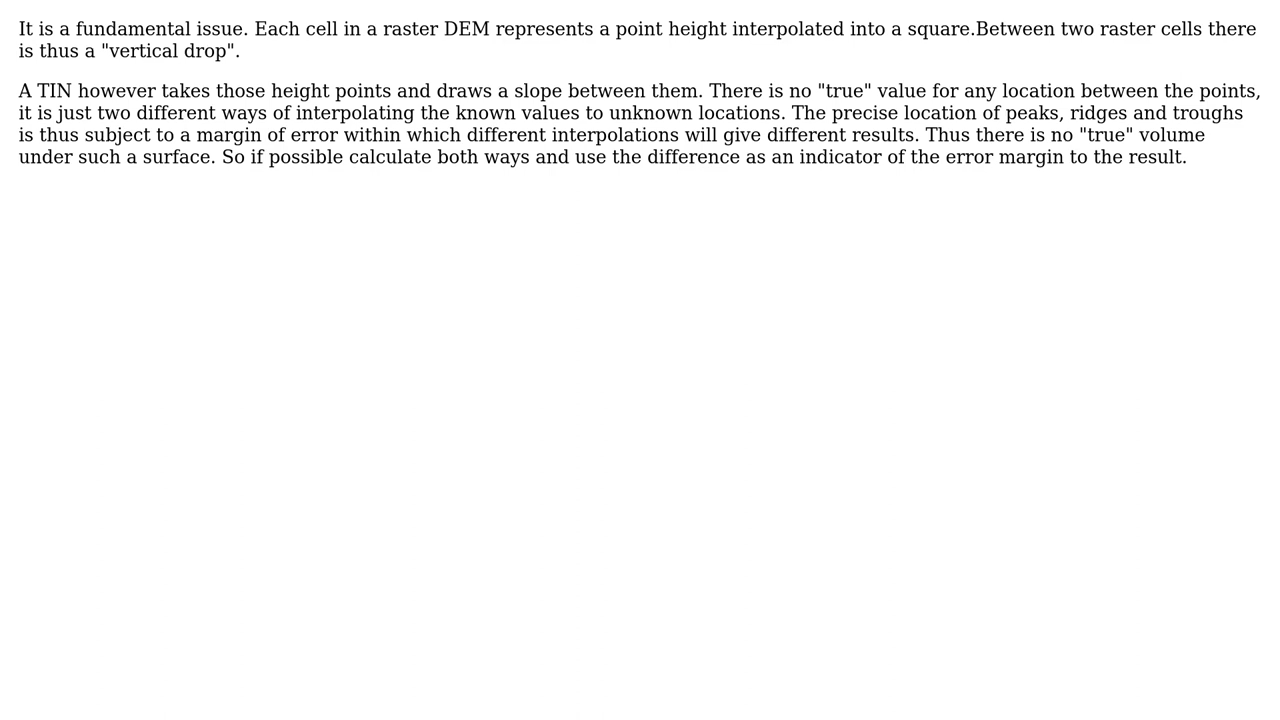 It is a fundamental issue. Each cell in a raster DEM represents a point height interpolated into a square.Between two raster cells there
is thus a "vertical drop".
A TIN however takes those height points and draws a slope between them. There is no "true" value for any location between the points,
it is just two different ways of interpolating the known values to unknown locations. The precise location of peaks, ridges and troughs
is thus subject to a margin of error within which different interpolations will give different results. Thus there is no "true" volume
under such a surface. So if possible calculate both ways and use the difference as an indicator of the error margin to the result.